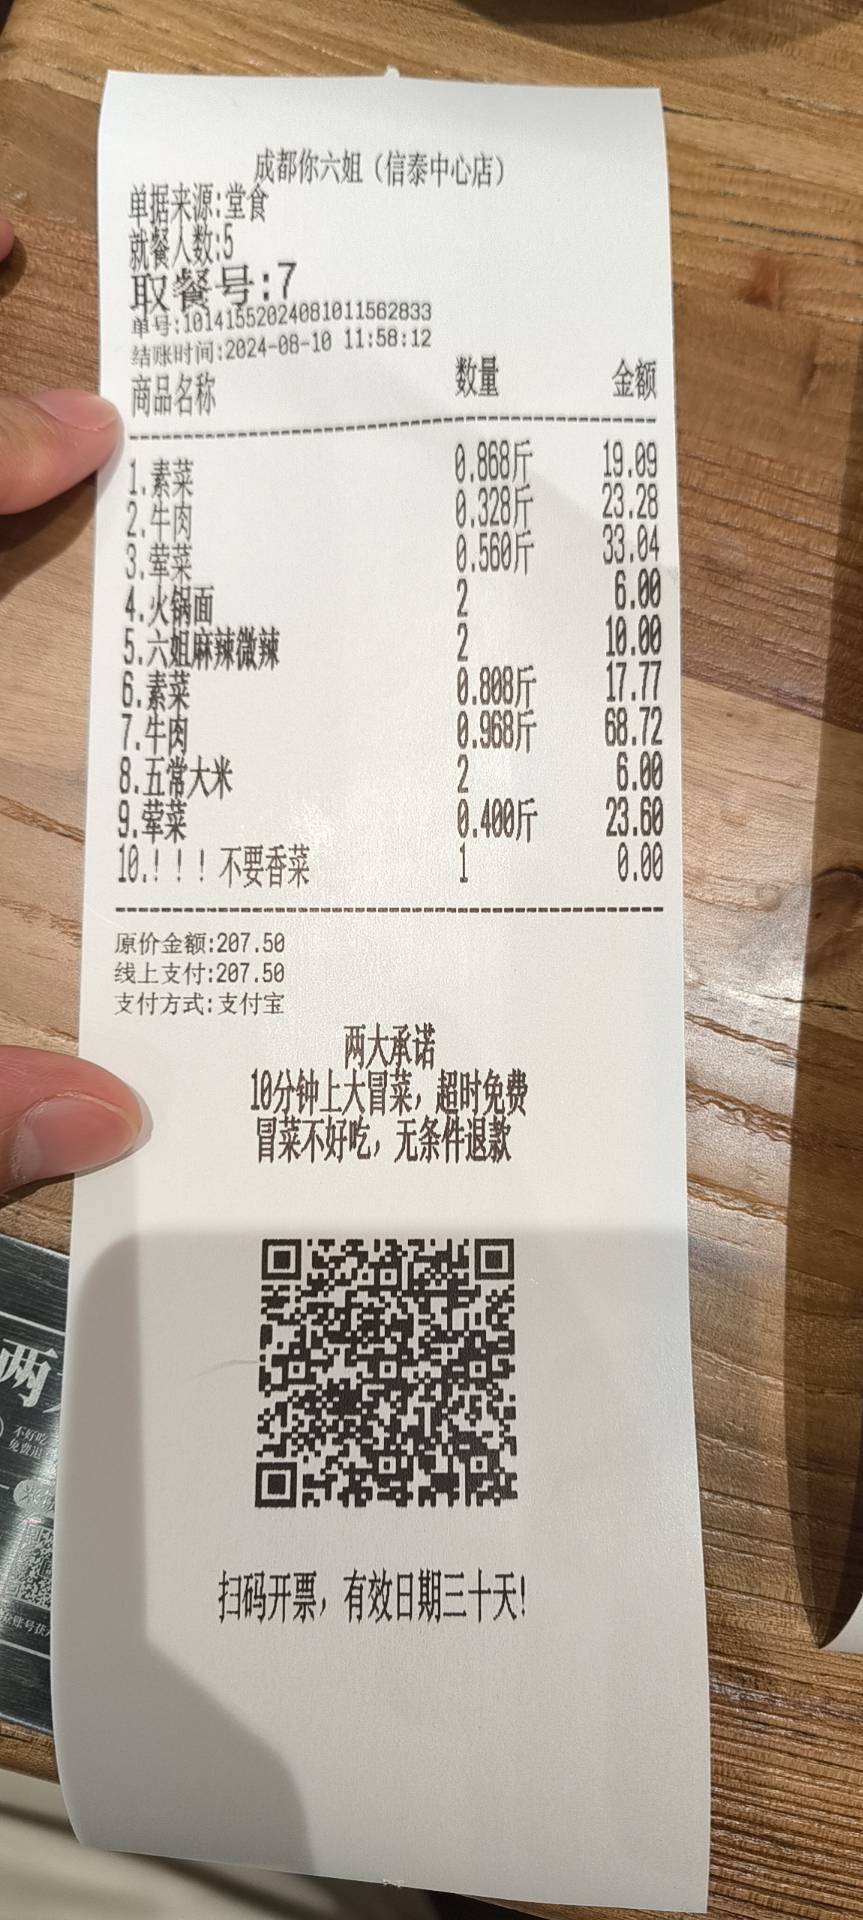 成都你六姐（信泰中心店）
单据来源:堂食
就餐人数:5
取餐号:7
单号:10141552024081011562833
结账时间:2024-08-10 11:58:12
商品名称 数量 金额
1.素菜 0.868斤 19.09
2.牛肉 0.328斤 23.28
3.荤菜 0.560斤 33.04
4.火锅面 2 6.00
5.六姐麻辣微辣 2 10.00
6.素菜 0.808斤 17.77
7.牛肉 0.968斤 68.72
8.五常大米 2 6.00
9.荤菜 0.400斤 23.60
10.！！！不要香菜 1 0.00
原价金额:207.50
线上支付:207.50
支付方式:支付宝
两大承诺
10分钟上大冒菜，超时免费
冒菜不好吃，无条件退款
扫码开票，有效日期三十天!
两
不好吃